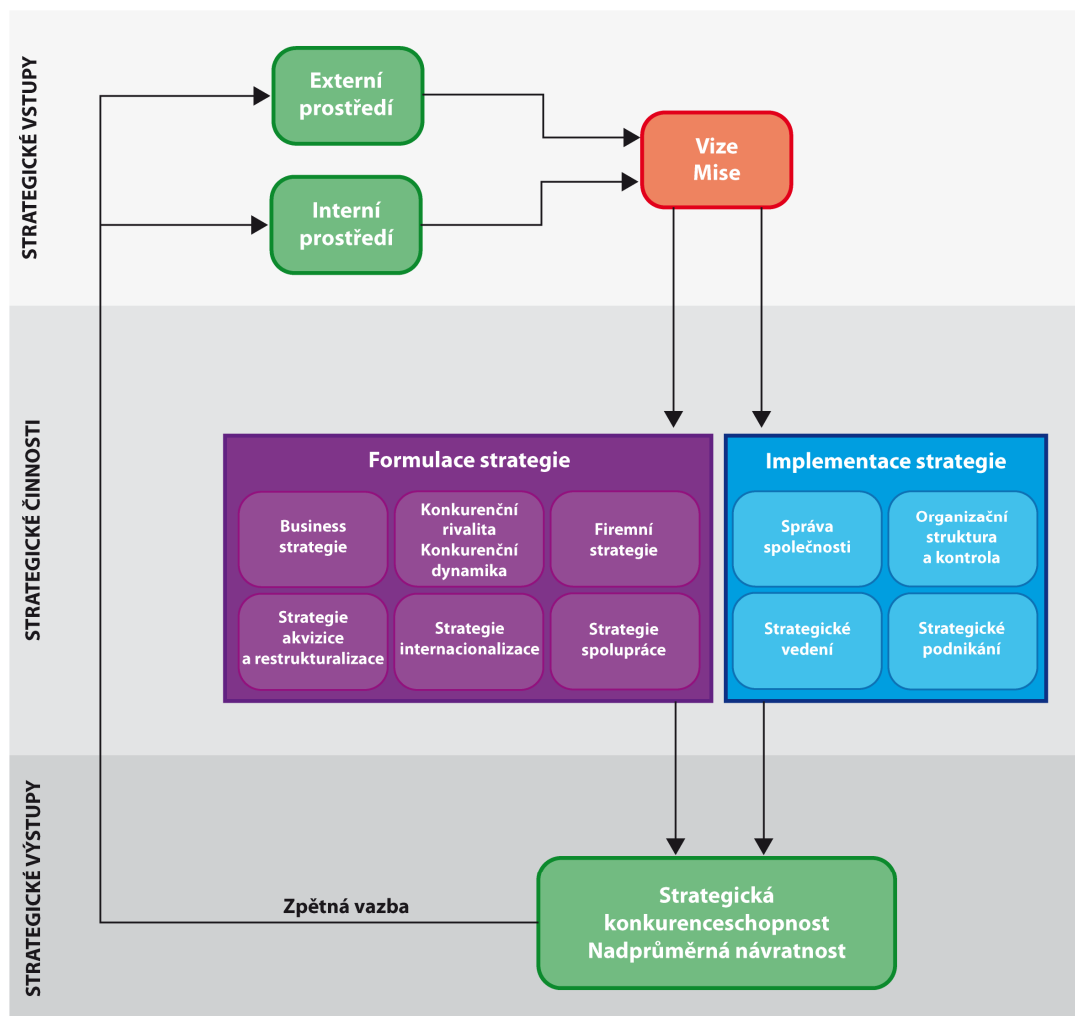 STRATEGICKÉ VSTUPY
Externí
prostředí
Interní
prostředí
Vize
Mise
STRATEGICKÉ ČINNOSTI
Formulace strategie
Business
strategie
Konkurenční
rivalita
Konkurenční
dynamika
Firemní
strategie
Strategie
akvizice
a restrukturalizace
Strategie
internacionalizace
Strategie
spolupráce
Implementace strategie
Správa
společnosti
Organizační
struktura
a kontrola
Strategické
vedení
Strategické
podnikání
STRATEGICKÉ VÝSTUPY
Zpětná vazba
Strategická
konkurenceschopnost
Nadprůměrná návratnost